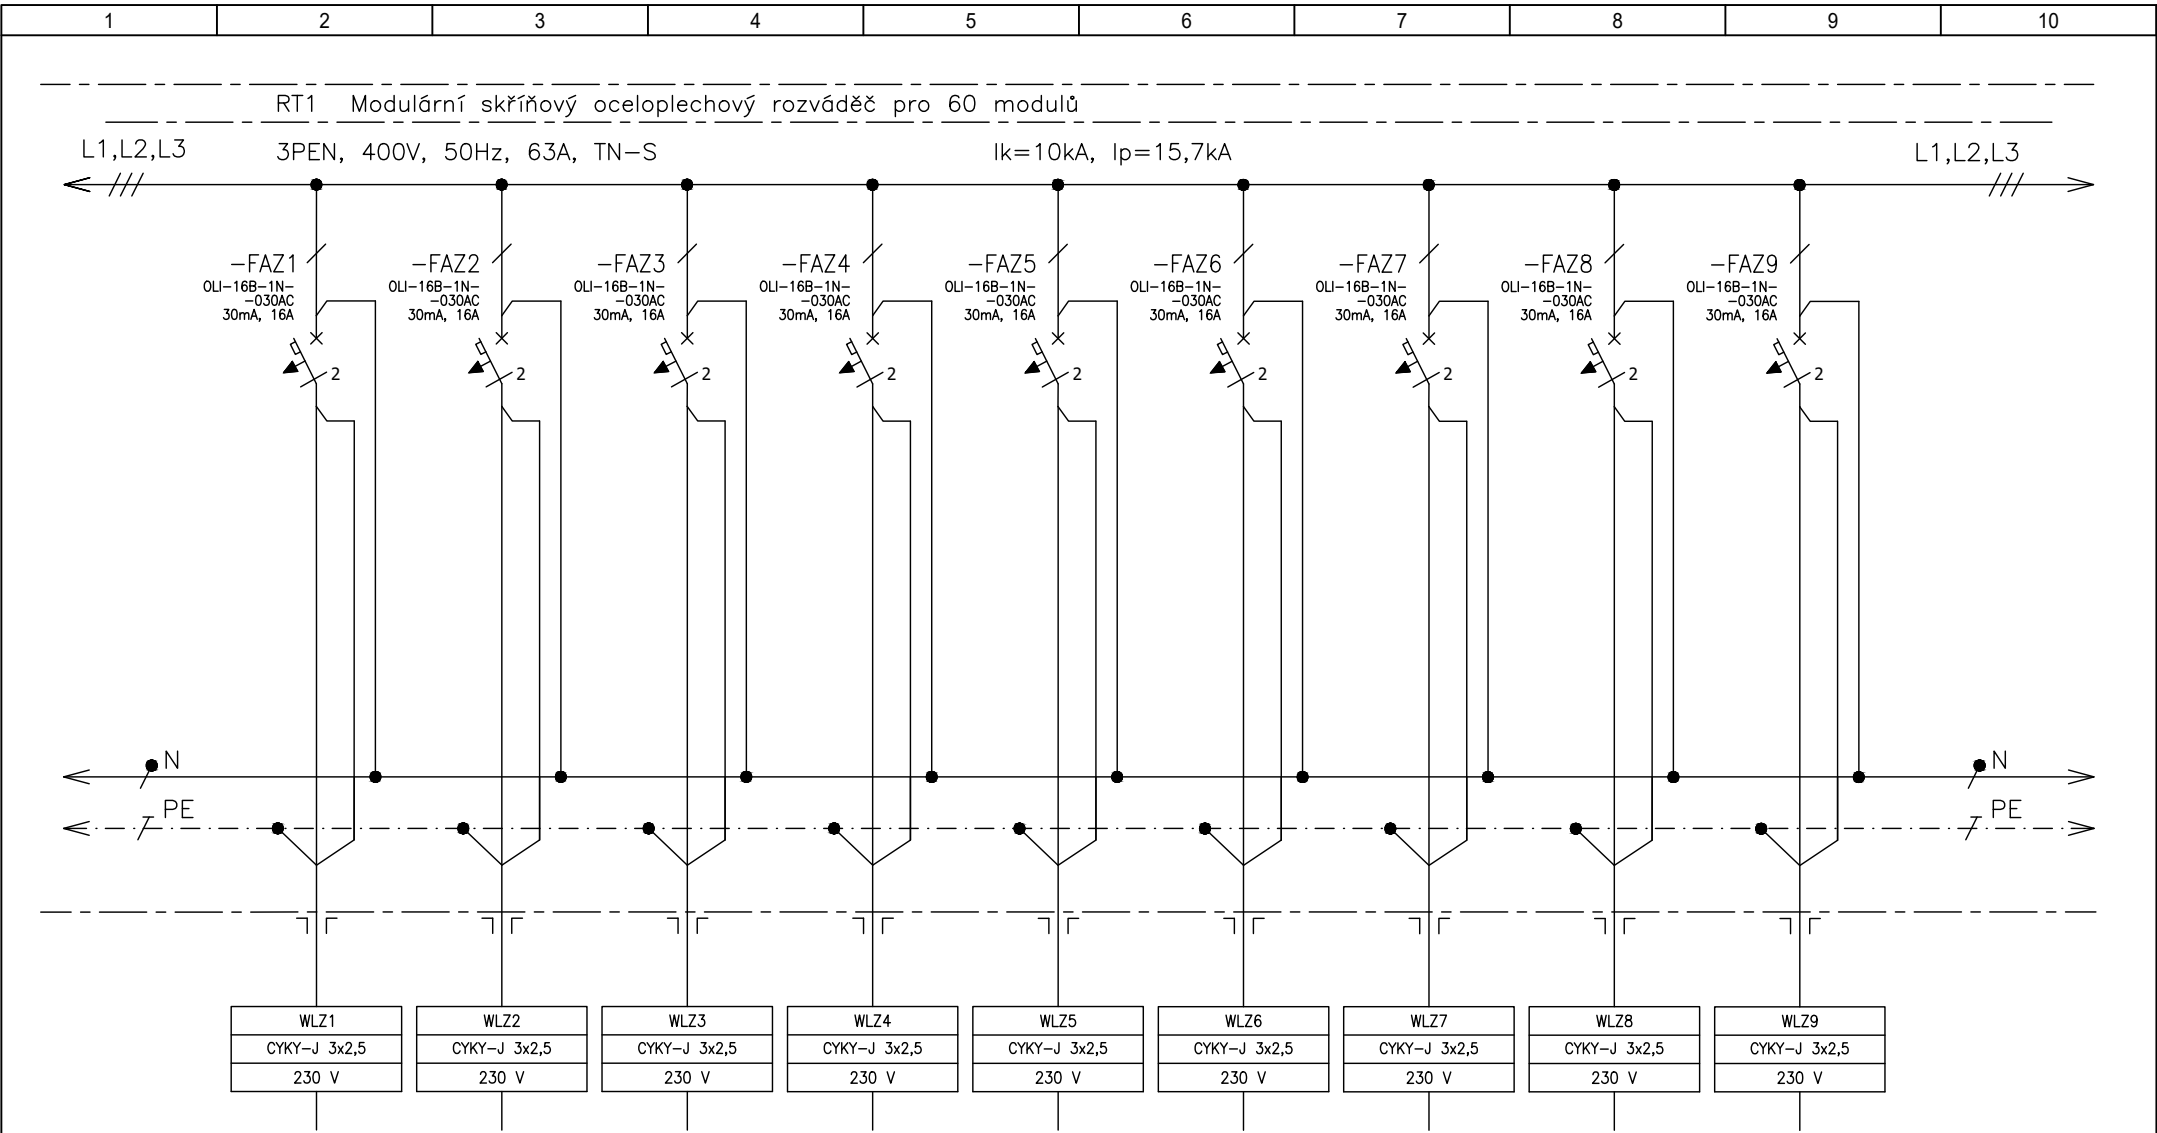 1 2 3 4 5 6 7 8 9 10
RT1 Modulární skříňový oceloplechový rozváděč pro 60 modulů
L1,L2,L3 3PEN, 400V, 50Hz, 63A, TN-S Ik=10kA, Ip=15,7kA L1,L2,L3
-FAZ1 -FAZ2 -FAZ3 -FAZ4 -FAZ5 -FAZ6 -FAZ7 -FAZ8 -FAZ9
OLI-16B-1N- OLI-16B-1N- OLI-16B-1N- OLI-16B-1N- OLI-16B-1N- OLI-16B-1N- OLI-16B-1N- OLI-16B-1N- OLI-16B-1N-
-030AC -030AC -030AC -030AC -030AC -030AC -030AC -030AC -030AC
30mA, 16A 30mA, 16A 30mA, 16A 30mA, 16A 30mA, 16A 30mA, 16A 30mA, 16A 30mA, 16A 30mA, 16A
2 2 2 2 2 2 2 2 2
N N
PE PE
WLZ1 WLZ2 WLZ3 WLZ4 WLZ5 WLZ6 WLZ7 WLZ8 WLZ9
CYKY-J 3x2,5 CYKY-J 3x2,5 CYKY-J 3x2,5 CYKY-J 3x2,5 CYKY-J 3x2,5 CYKY-J 3x2,5 CYKY-J 3x2,5 CYKY-J 3x2,5 CYKY-J 3x2,5
230 V 230 V 230 V 230 V 230 V 230 V 230 V 230 V 230 V